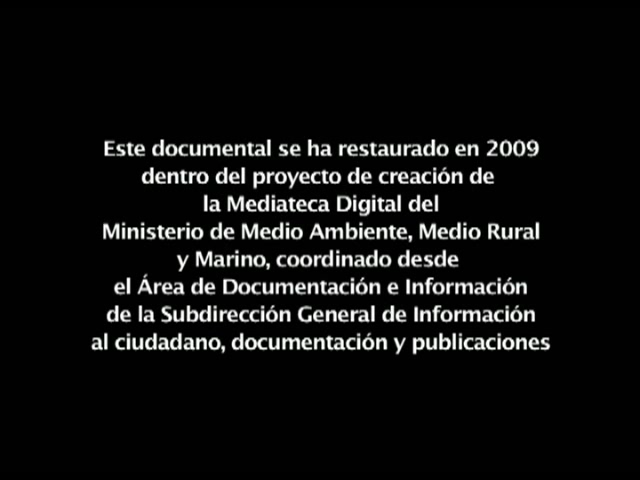 Este documental se ha restaurado en 2009
dentro del proyecto de creación de
la Mediateca Digital del
Ministerio de Medio Ambiente, Medio Rural
y Marino, coordinado desde
el Área de Documentación e Información
de la Subdirección General de Información
al ciudadano, documentación y publicaciones